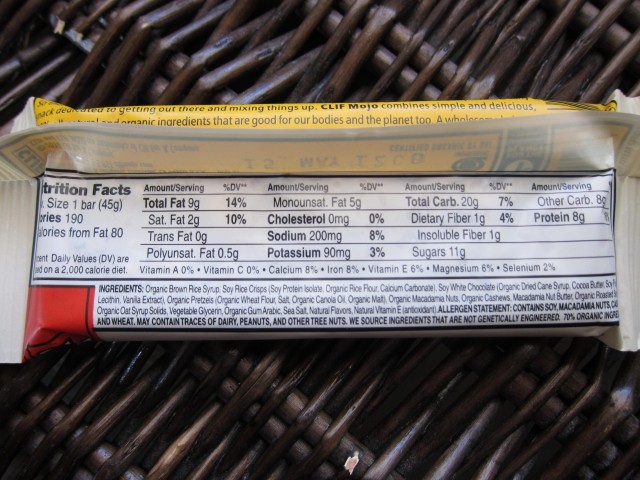 pack dedicated to getting out there and mixing things up. CLIF Mojo combines simple and delicious,
and organic ingredients that are good for our bodies and the planet too. A
15 MAY 1208
trition Facts
Size 1 bar (45g)
ries 190
alories from Fat 80
ent Daily Values (DV) are
ed on a 2,000 calorie diet.
Amount/Serving %DV** Amount/Serving %DV** Amount/Serving %DV** Amount/Serving
Total Fat 9g 14% Monounsat. Fat 5g Total Carb. 20g 7% Other Carb. 8g
Sat. Fat 2g 10% Cholesterol 0mg 0% Dietary Fiber 1g 4% Protein 8g
Trans Fat 0g Sodium 200mg 8% Insoluble Fiber 1g
Polyunsat. Fat 0.5g Potassium 90mg 3% Sugars 11g
Vitamin A 0% • Vitamin C 0% • Calcium 8% • Iron 8% • Vitamin E 6% • Magnesium 6% • Selenium 2%
INGREDIENTS: Organic Brown Rice Syrup, Soy Rice Crisps (Soy Protein Isolate, Organic Rice Flour, Calcium Carbonate), Soy White Chocolate (Organic Dried Cane Syrup, Cocoa Butter, Soy
Lecithin, Vanilla Extract), Organic Pretzels (Organic Wheat Flour, Salt, Organic Canola Oil, Organic Malt), Organic Macadamia Nuts, Organic Cashews, Macadamia Nut Butter, Organic Roasted
Organic Oat Syrup Solids, Vegetable Glycerin, Organic Gum Arabic, Sea Salt, Natural Flavors, Natural Vitamin E (antioxidant). ALLERGEN STATEMENT: CONTAINS SOY, MACADAMIA NUTS, CA
AND WHEAT. MAY CONTAIN TRACES OF DAIRY, PEANUTS, AND OTHER TREE NUTS. WE SOURCE INGREDIENTS THAT ARE NOT GENETICALLY ENGINEERED. 70% ORGANIC INGRE